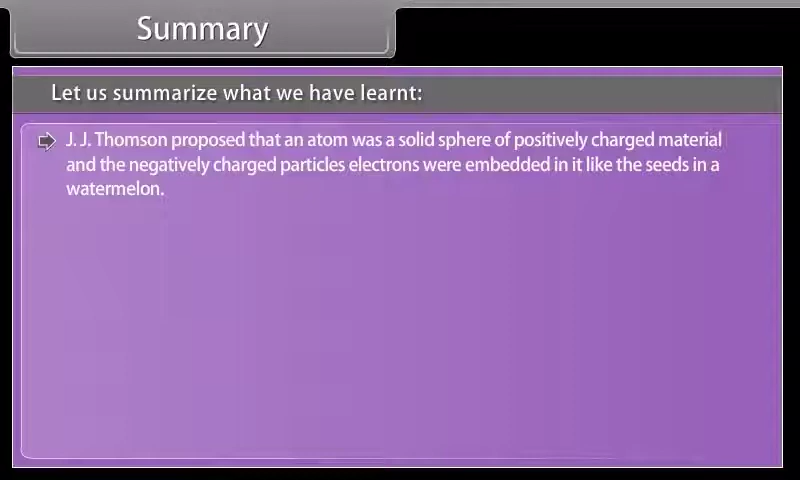 Summary
Let us summarize what we have learnt:
J. J. Thomson proposed that an atom was a solid sphere of positively charged material
and the negatively charged particles electrons were embedded in it like the seeds in a
watermelon.